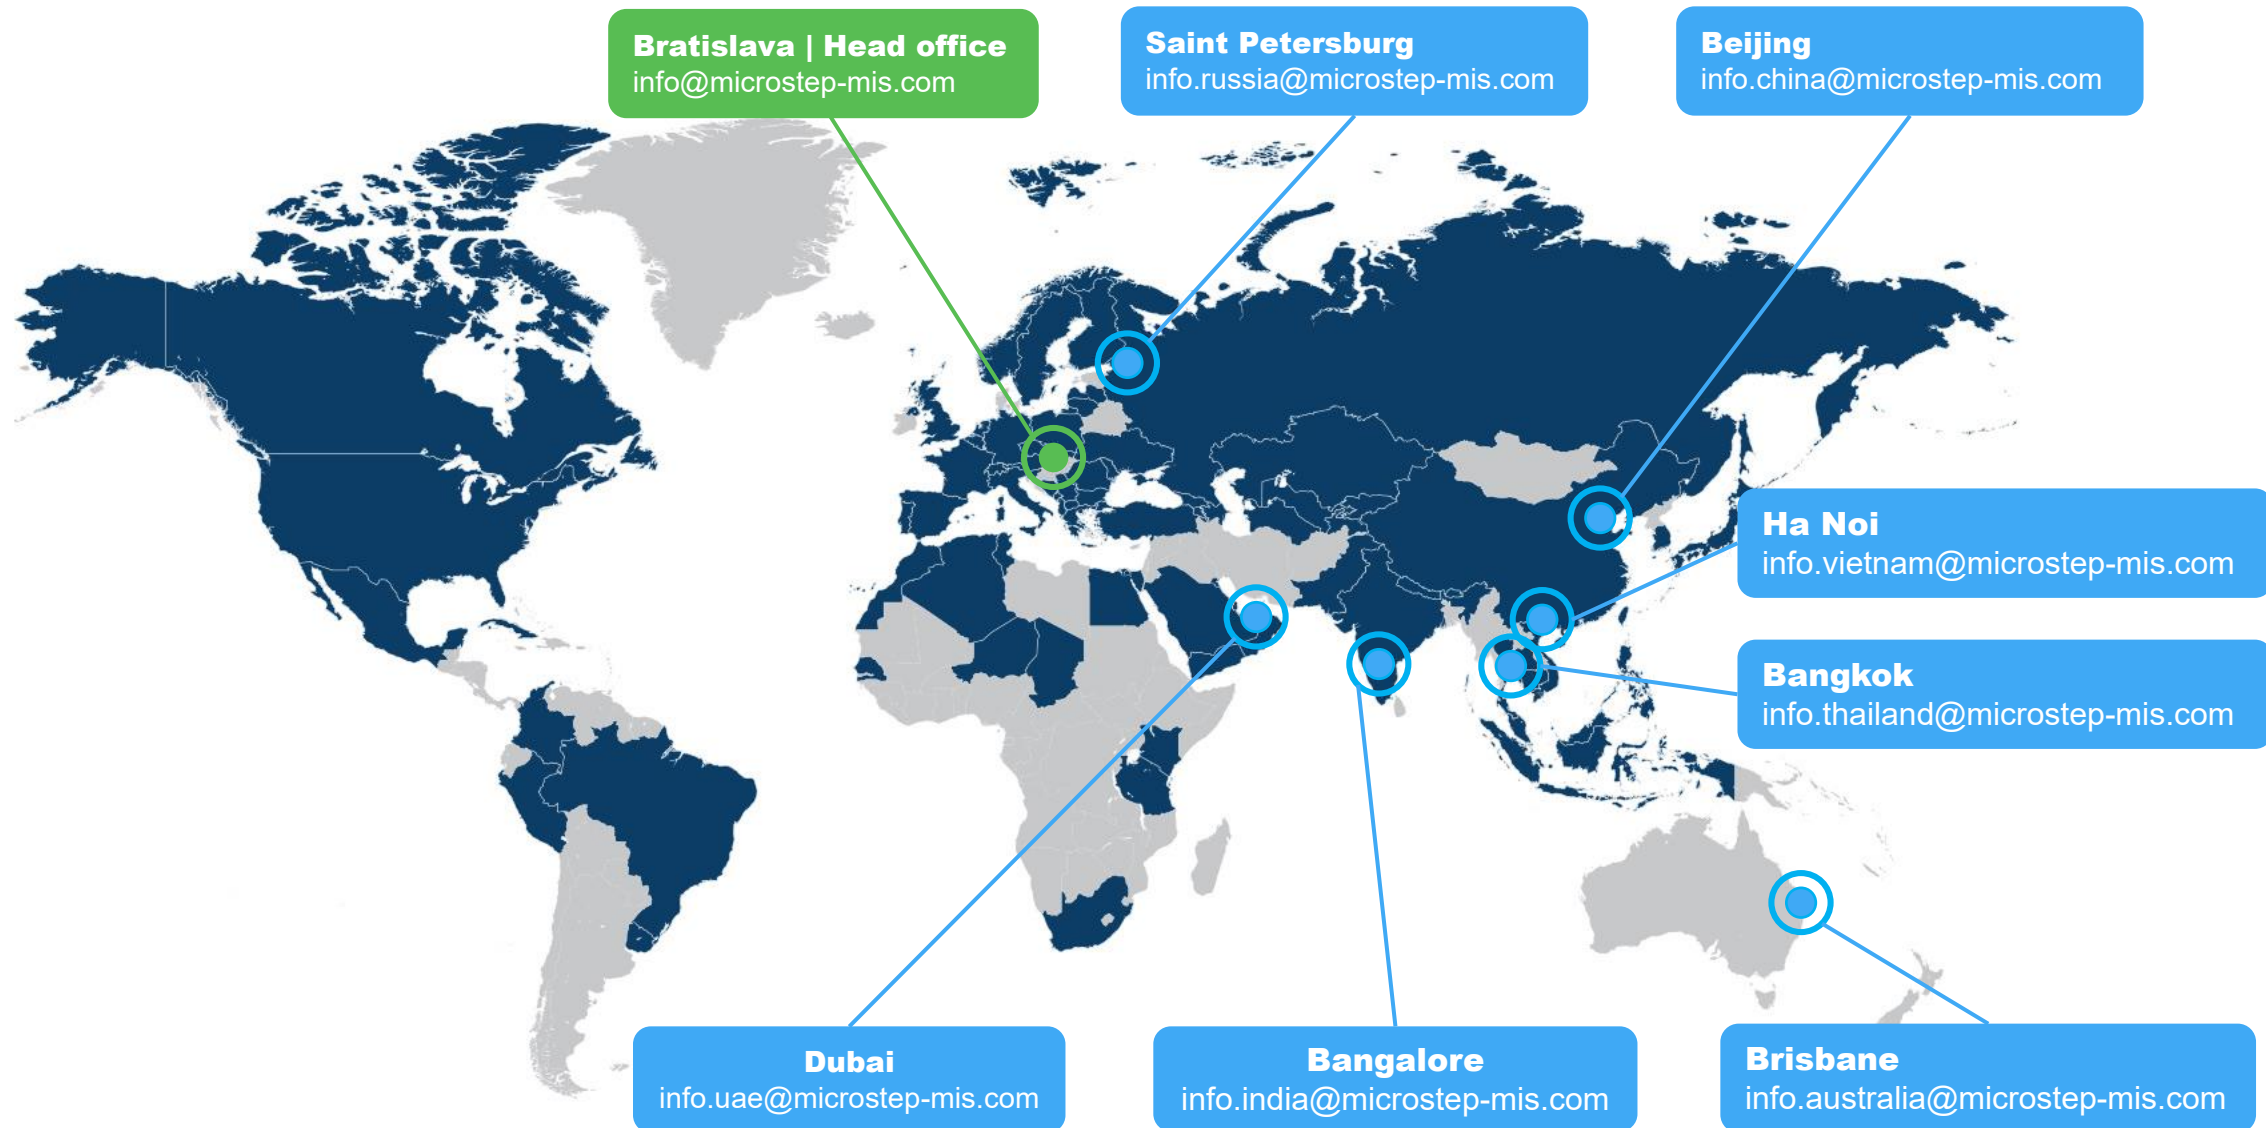 Bratislava | Head office
info@microstep-mis.com
Saint Petersburg
info.russia@microstep-mis.com
Beijing
info.china@microstep-mis.com
Ha Noi
info.vietnam@microstep-mis.com
Bangkok
info.thailand@microstep-mis.com
Dubai
info.uae@microstep-mis.com
Bangalore
info.india@microstep-mis.com
Brisbane
info.australia@microstep-mis.com